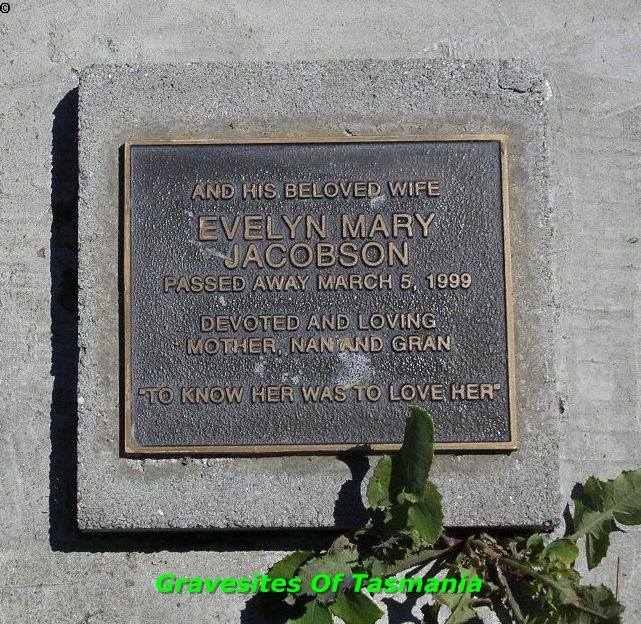 ©
AND HIS BELOVED WIFE
EVELYN MARY
JACOBSON
PASSED AWAY MARCH 5, 1999
DEVOTED AND LOVING
MOTHER, NAN AND GRAN
"TO KNOW HER WAS TO LOVE HER"
Gravesites Of Tasmania